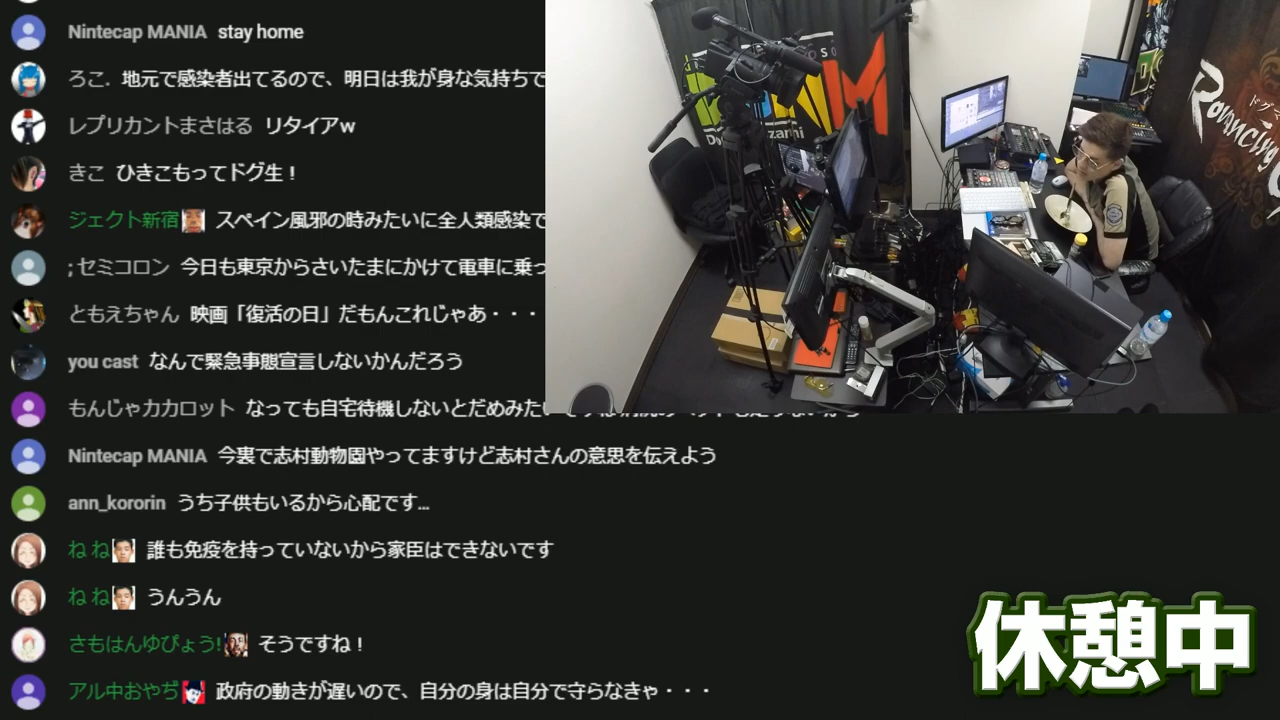 Nintecap MANIA stay home
ろこ. 地元で感染者出てるので、明日は我が身な気持ちで
レプリカントまさはる リタイアｗ
きこ ひきこもってドグ生！
ジェクト新宿 スペイン風邪の時みたいに全人類感染で
; セミコロン 今日も東京からさいたまにかけて電車に乗っ
ともえちゃん 映画「復活の日」だもんこれじゃあ・・・
you cast なんで緊急事態宣言しないかんだろう
もんじゃカカロット なっても自宅待機しないとだめみたい
Nintecap MANIA 今裏で志村動物園やってますけど志村さんの意思を伝えよう
ann_kororin うち子供もいるから心配です…
ね ね 誰も免疫を持っていないから家臣はできないです
ね ね うんうん
さもはんゆぴょう! そうですね！
アル中おやぢ 政府の動きが遅いので、自分の身は自分で守らなきゃ・・・
Romancing
ドグマ
休憩中